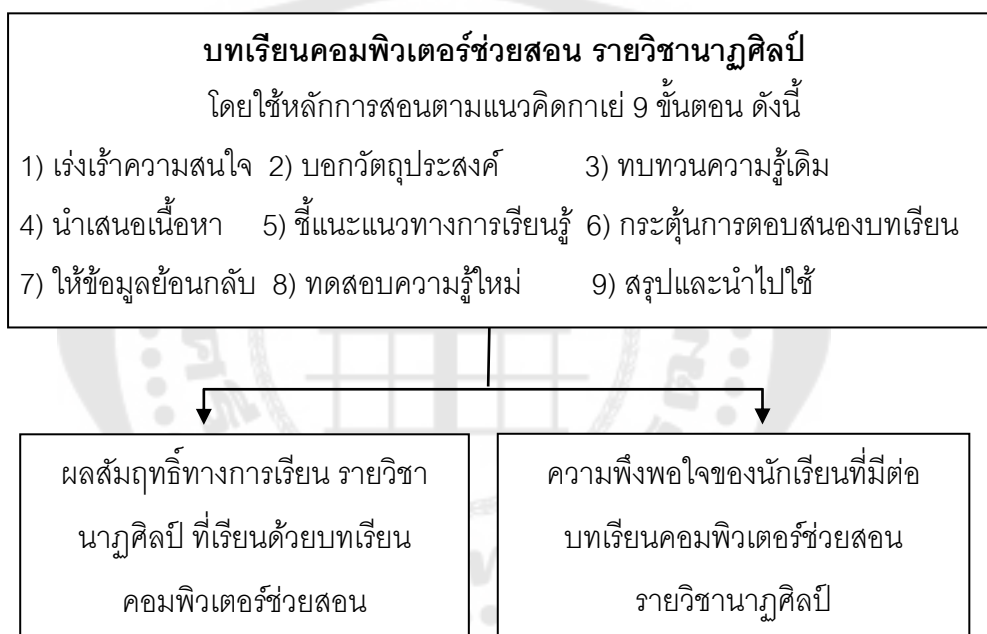 บทเรียนคอมพิวเตอร์ช่วยสอน รายวิชานาฏศิลป์
โดยใช้หลักการสอนตามแนวคิดกาเย่ 9 ขั้นตอน ดังนี้
1) เร่งเร้าความสนใจ 2) บอกวัตถุประสงค์ 3) ทบทวนความรู้เดิม
4) นำเสนอเนื้อหา 5) ชี้แนะแนวทางการเรียนรู้ 6) กระตุ้นการตอบสนองบทเรียน
7) ให้ข้อมูลย้อนกลับ 8) ทดสอบความรู้ใหม่ 9) สรุปและนำไปใช้
ผลสัมฤทธิ์ทางการเรียน รายวิชา
นาฏศิลป์ ที่เรียนด้วยบทเรียน
คอมพิวเตอร์ช่วยสอน
ความพึงพอใจของนักเรียนที่มีต่อ
บทเรียนคอมพิวเตอร์ช่วยสอน
รายวิชานาฏศิลป์